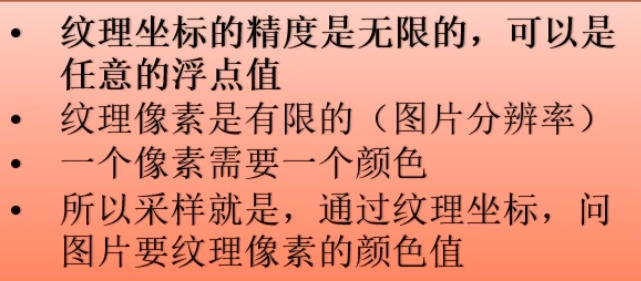 • 纹理坐标的精度是无限的，可以是
任意的浮点值
• 纹理像素是有限的（图片分辨率）
• 一个像素需要一个颜色
• 所以采样就是，通过纹理坐标，问
图片要纹理像素的颜色值